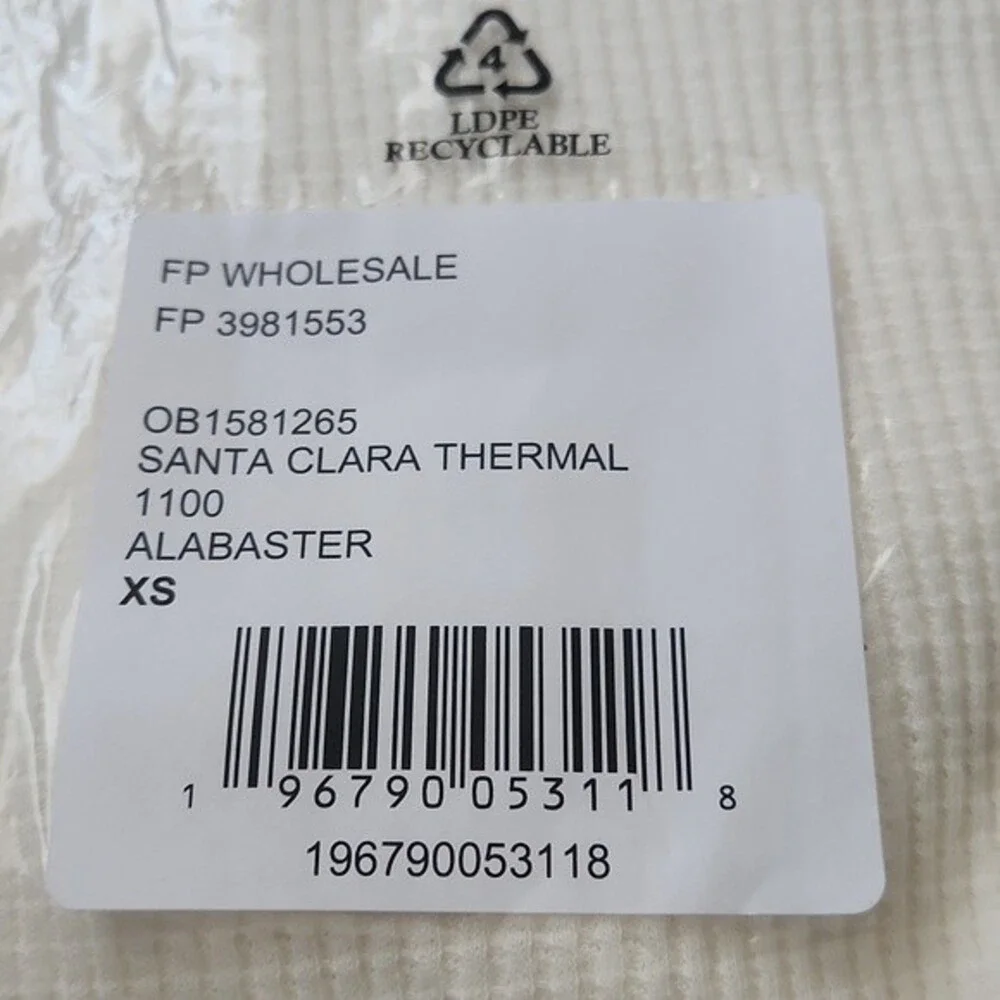 4
LDPE
RECYCLABLE
FP WHOLESALE
FP 3981553
OB1581265
SANTA CLARA THERMAL
1100
ALABASTER
XS
1 96790 05311 8
196790053118